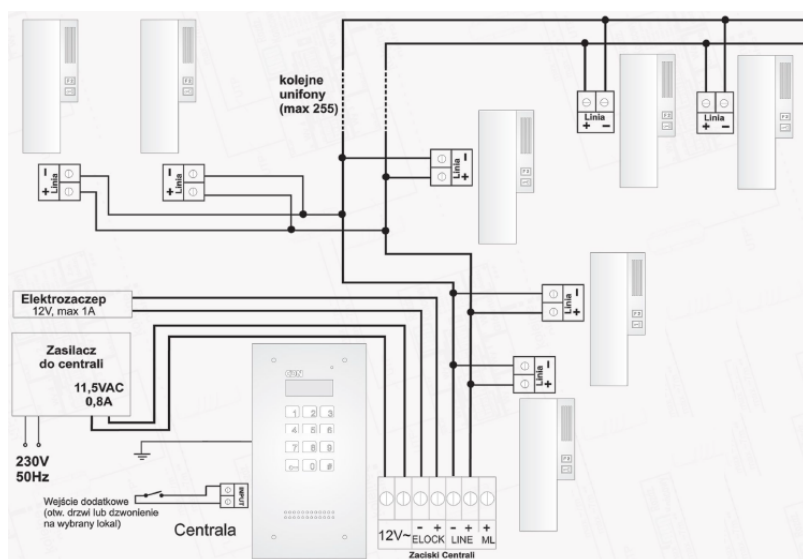 kolejne
unifony
(max 255)
Linia
+ -
Linia
+ -
- +
Linia
- +
Linia
- +
Linia
Elektrozaczep
12V, max 1A
- +
Linia
Zasilacz
do centrali
11,5VAC
0,8A
- +
Linia
230V
50Hz
1 2 3
4 5 6
7 8 9
0 #
Wejście dodatkowe
(otw. drzwi lub dzwonienie
na wybrany lokal)
INPUT
Centrala
- + - + +
12V~ ELOCK LINE ML
Zaciski Centrali